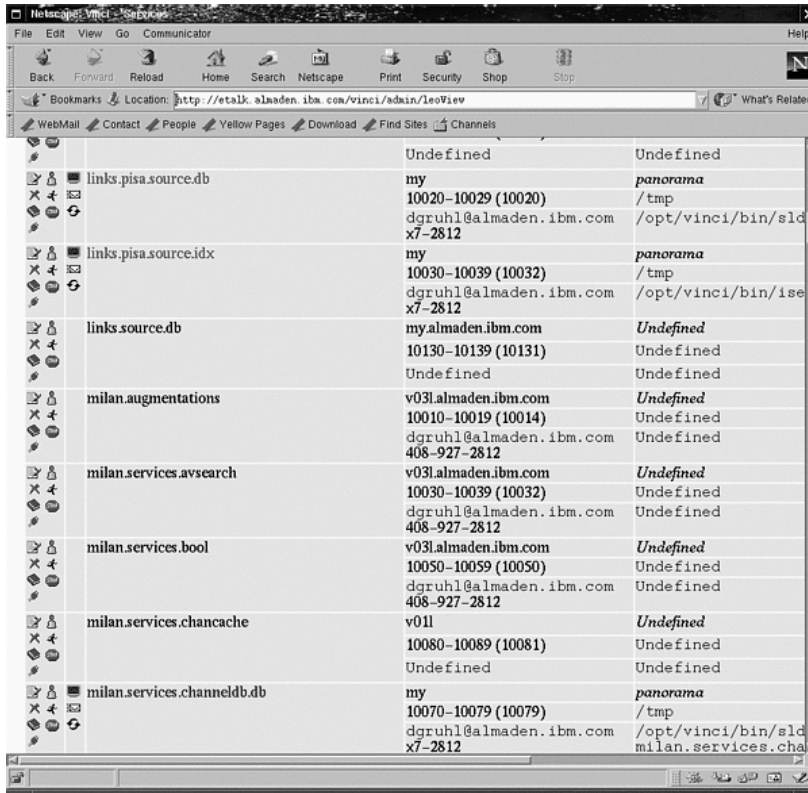 Netscape: Vinci - Services
File Edit View Go Communicator Help
Back Forward Reload Home Search Netscape Print Security Shop Stop
N
Bookmarks Location: http://etalk.almaden.ibm.com/vinci/admin/leoView What's Relate
WebMail Contact People Yellow Pages Download Find Sites Channels
Undefined Undefined
links.pisa.source.db my panorama
10020-10029 (10020) /tmp
dgruhl@almaden.ibm.com /opt/vinci/bin/sld
x7-2812
links.pisa.source.idx my panorama
10030-10039 (10032) /tmp
dgruhl@almaden.ibm.com /opt/vinci/bin/ise
x7-2812
links.source.db my.almaden.ibm.com Undefined
10130-10139 (10131) Undefined
Undefined Undefined
milan.augmentations v03l.almaden.ibm.com Undefined
10010-10019 (10014) Undefined
dgruhl@almaden.ibm.com Undefined
408-927-2812
milan.services.avsearch v03l.almaden.ibm.com Undefined
10030-10039 (10032) Undefined
dgruhl@almaden.ibm.com Undefined
408-927-2812
milan.services.bool v03l.almaden.ibm.com Undefined
10050-10059 (10050) Undefined
dgruhl@almaden.ibm.com Undefined
408-927-2812
milan.services.chancache v01l Undefined
10080-10089 (10081) Undefined
Undefined Undefined
milan.services.channeldb.db my panorama
10070-10079 (10079) /tmp
dgruhl@almaden.ibm.com /opt/vinci/bin/sld
x7-2812 milan.services.cha